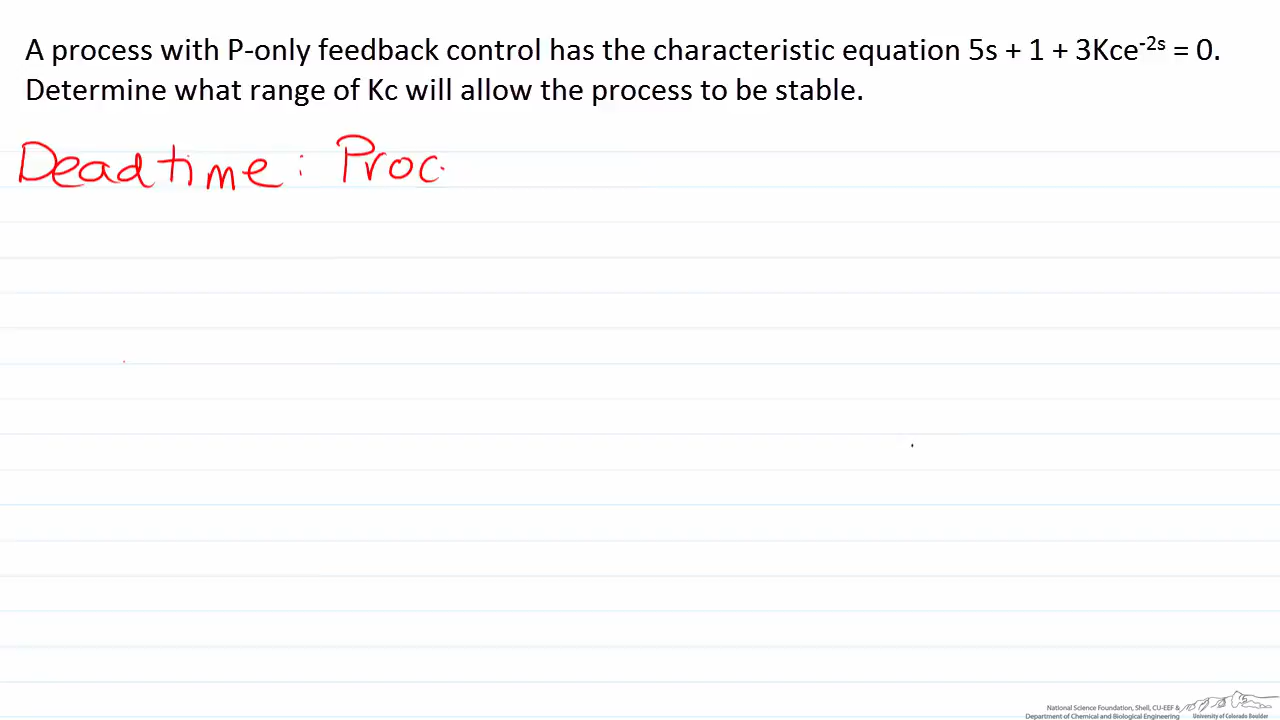 A process with P-only feedback control has the characteristic equation 5s + 1 + 3Kce⁻²ˢ = 0.
Determine what range of Kc will allow the process to be stable.
Deadtime: Proc
National Science Foundation, Shell, CU-EEF &
Department of Chemical and Biological Engineering
University of Colorado Boulder